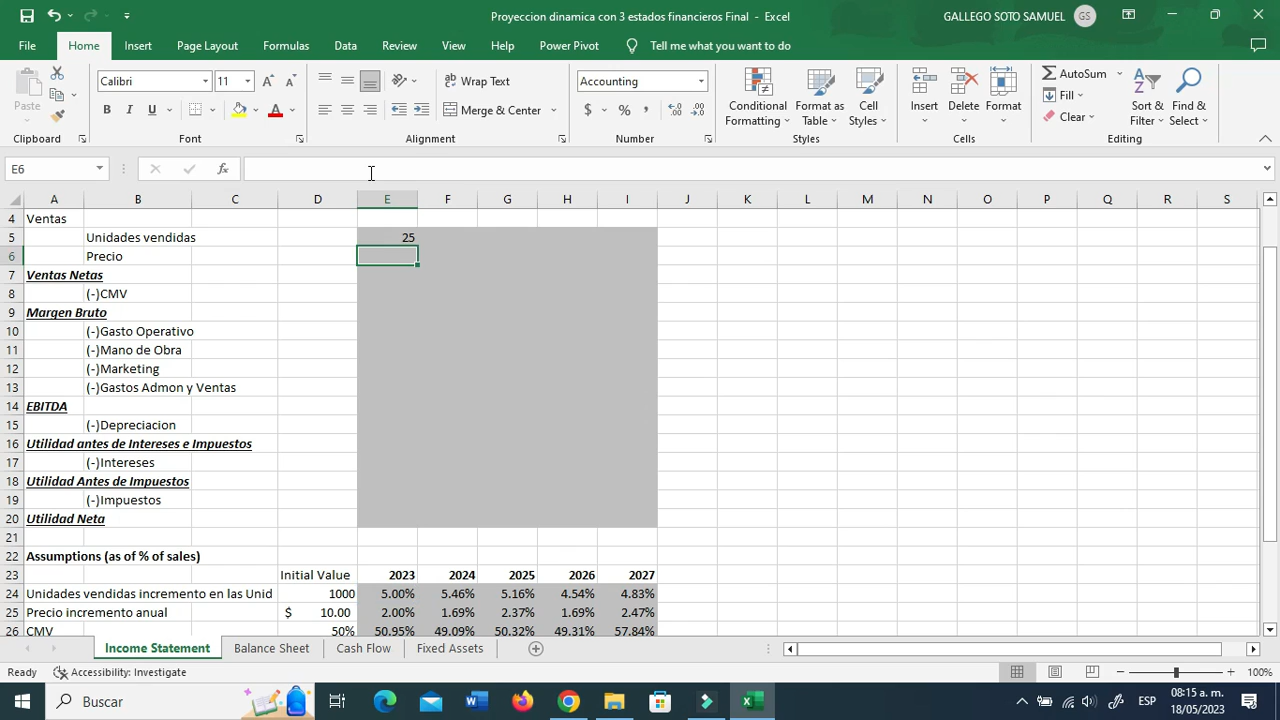 Proyeccion dinamica con 3 estados financieros Final - Excel
GALLEGO SOTO SAMUEL GS
File Home Insert Page Layout Formulas Data Review View Help Power Pivot Tell me what you want to do
Paste
Clipboard
Calibri 11
B I U
Font
Wrap Text
Merge & Center
Alignment
Accounting
$ % ,
Number
Conditional Formatting
Format as Table
Cell Styles
Styles
Insert Delete Format
Cells
AutoSum
Fill
Clear
Sort & Filter
Find & Select
Editing
E6 fx
A B C D E F G H I J K L M N O P Q R S
4 Ventas
5 Unidades vendidas 25
6 Precio
7 Ventas Netas
8 (-)CMV
9 Margen Bruto
10 (-)Gasto Operativo
11 (-)Mano de Obra
12 (-)Marketing
13 (-)Gastos Admon y Ventas
14 EBITDA
15 (-)Depreciacion
16 Utilidad antes de Intereses e Impuestos
17 (-)Intereses
18 Utilidad Antes de Impuestos
19 (-)Impuestos
20 Utilidad Neta
21
22 Assumptions (as of % of sales)
23 Initial Value 2023 2024 2025 2026 2027
24 Unidades vendidas incremento en las Unid 1000 5.00% 5.46% 5.16% 4.54% 4.83%
25 Precio incremento anual $ 10.00 2.00% 1.69% 2.37% 1.69% 2.47%
26 CMV 50% 50.95% 49.09% 50.32% 49.31% 57.84%
Income Statement Balance Sheet Cash Flow Fixed Assets
Ready Accessibility: Investigate 100%
Buscar
ESP
08:15 a. m.
18/05/2023